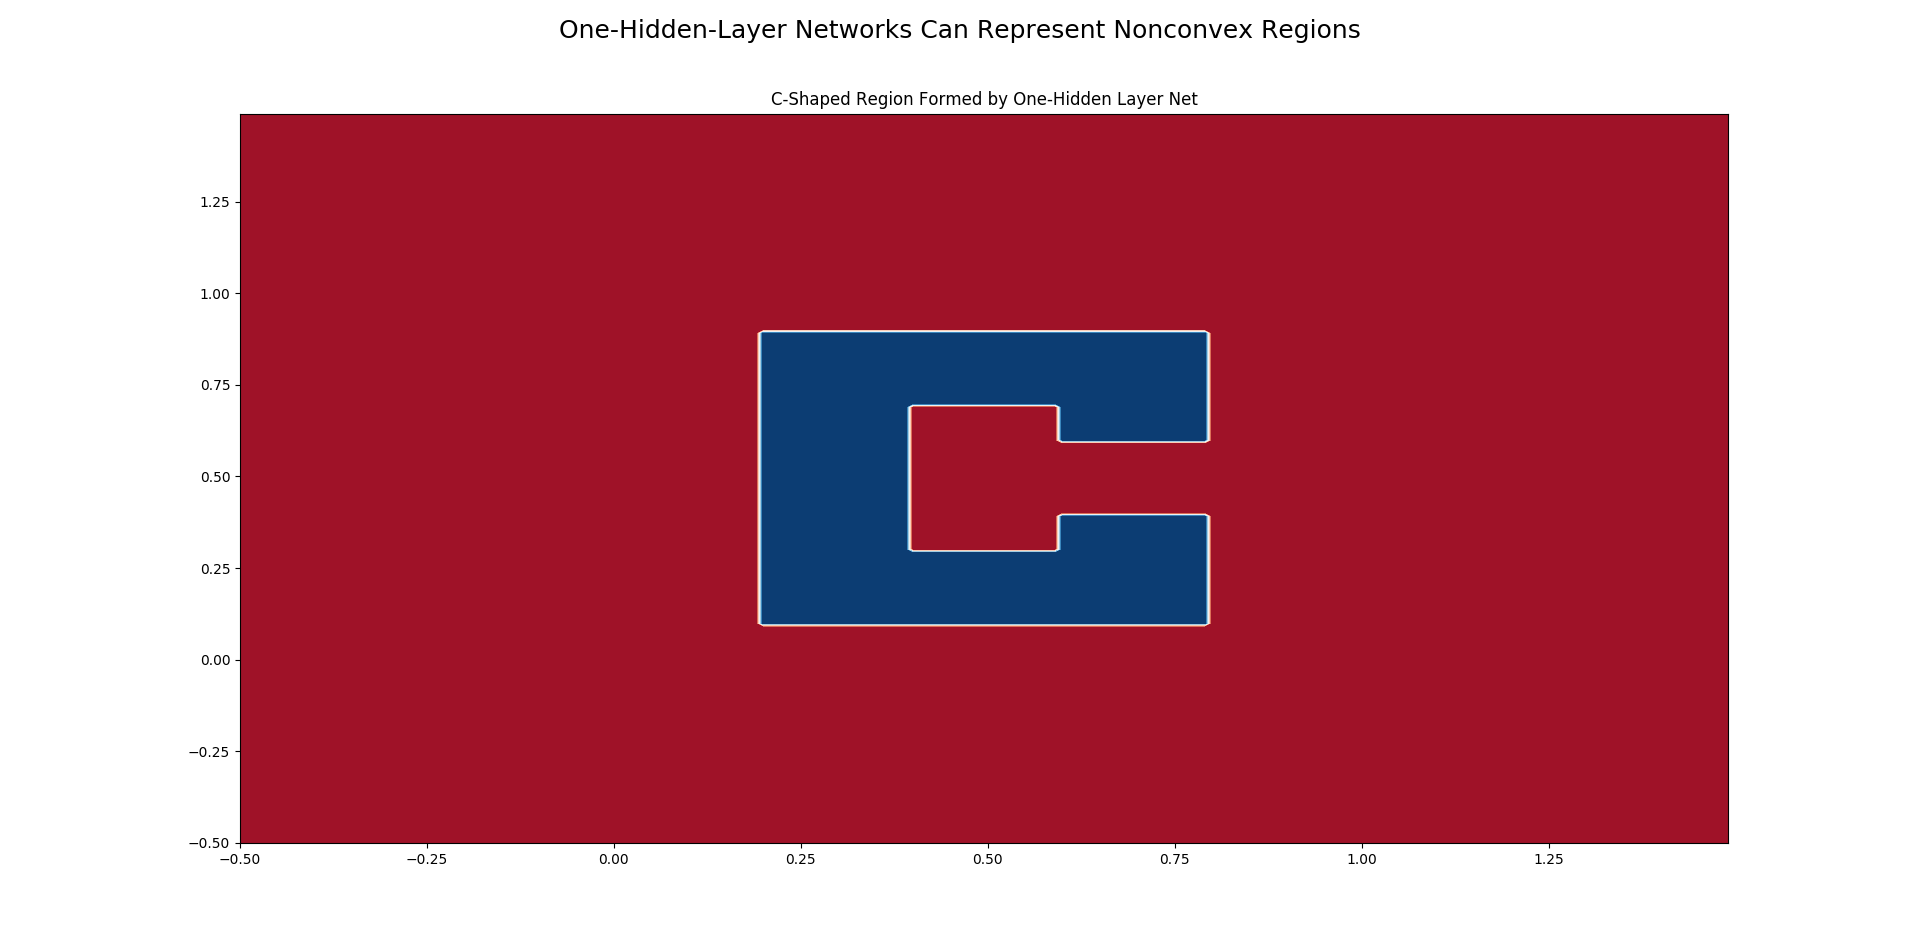 One-Hidden-Layer Networks Can Represent Nonconvex Regions
C-Shaped Region Formed by One-Hidden Layer Net
1.25
1.00
0.75
0.50
0.25
0.00
−0.25
−0.50
−0.50 −0.25 0.00 0.25 0.50 0.75 1.00 1.25